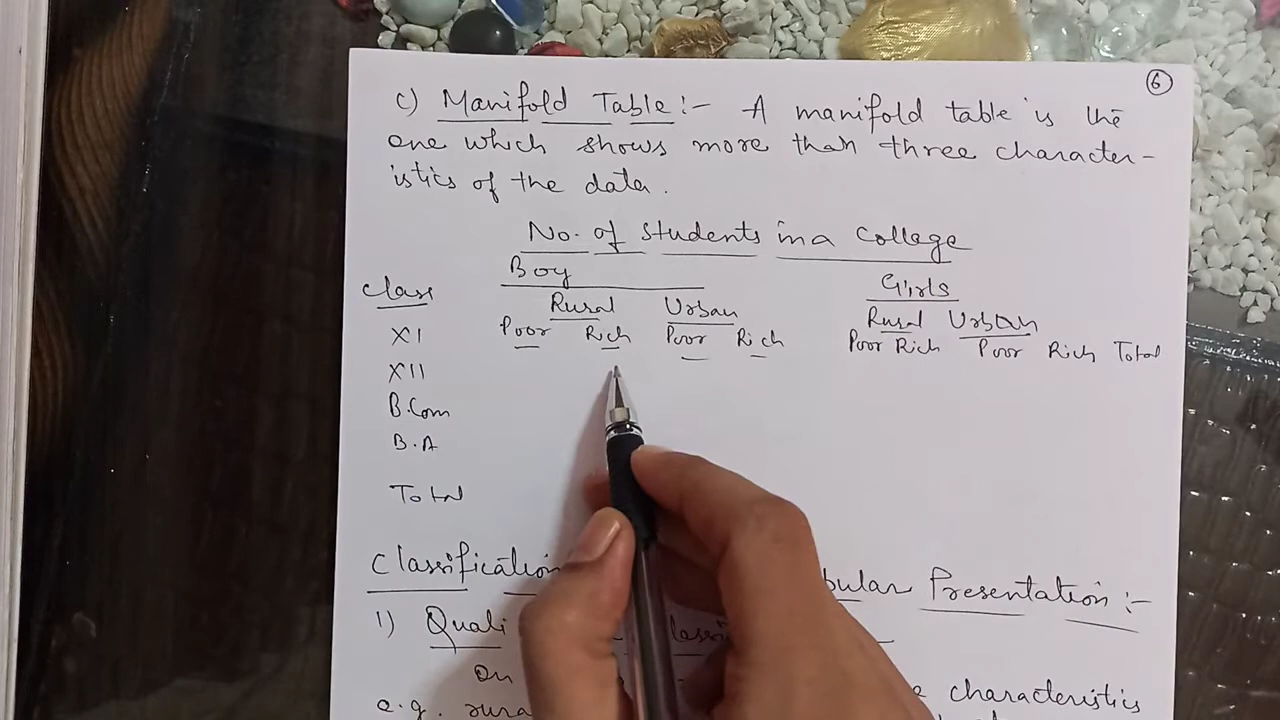 6
c) Manifold Table :- A manifold table is the
one which shows more than three character-
istics of the data.
No. of students in a College
Class Boy Girls
Rural Urban Rural Urban
XI Poor Rich Poor Rich Poor Rich Poor Rich Total
XII
B.Com
B.A
Total
Classification Presentation :-
1)
On characteristics
e.g.